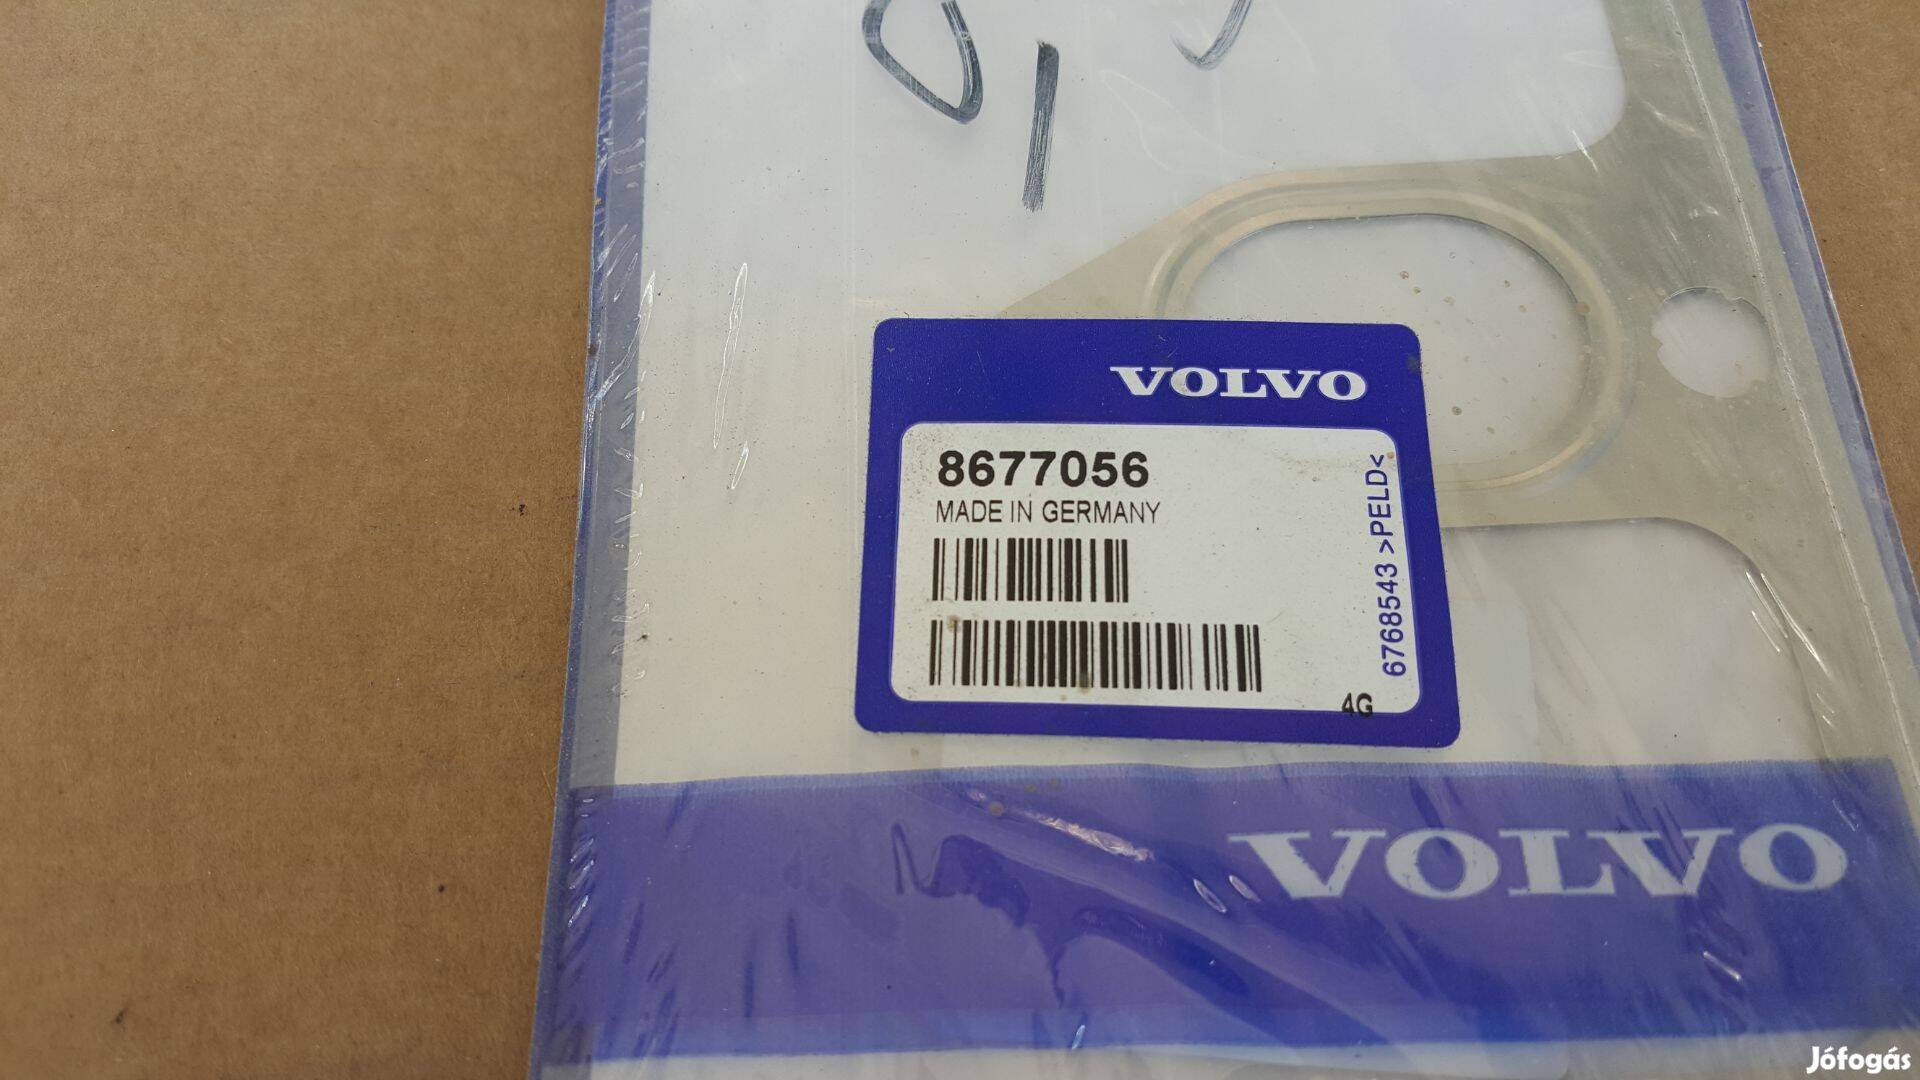 VOLVO
8677056
MADE IN GERMANY
6768543 >PELD<
4G
VOLVO
Jófogás